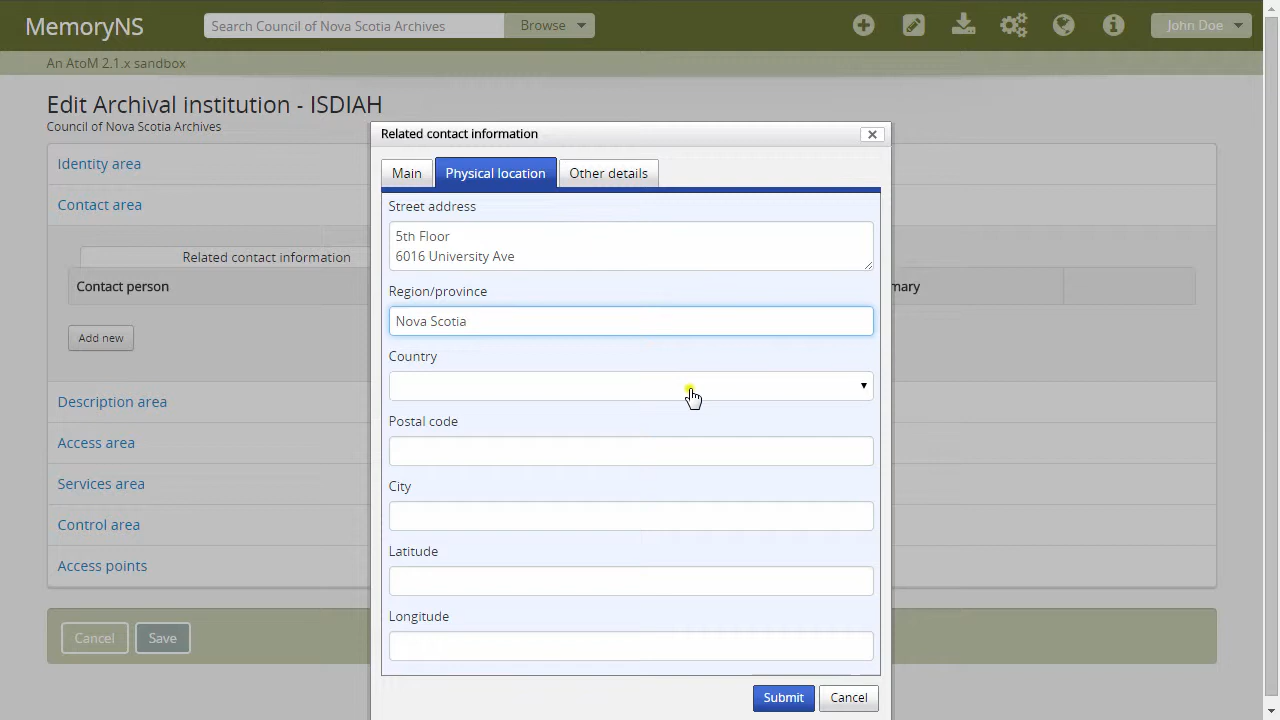 MemoryNS
Search Council of Nova Scotia Archives
Browse
John Doe
An AtoM 2.1.x sandbox
Edit Archival institution - ISDIAH
Council of Nova Scotia Archives
Identity area
Contact area
Related contact information
Contact person
mary
Add new
Description area
Access area
Services area
Control area
Access points
Cancel
Save
Related contact information
Main
Physical location
Other details
Street address
5th Floor
6016 University Ave
Region/province
Nova Scotia
Country
Postal code
City
Latitude
Longitude
Submit
Cancel